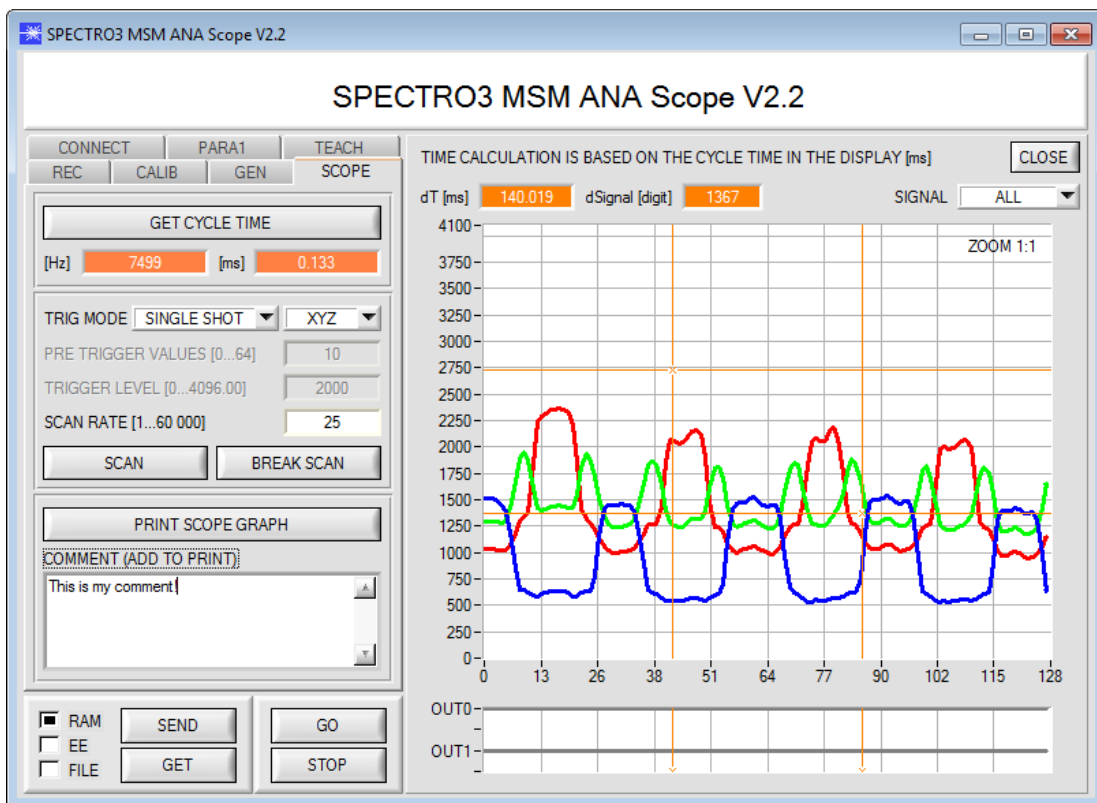 SPECTRO3 MSM ANA Scope V2.2
SPECTRO3 MSM ANA Scope V2.2
CONNECT PARA1 TEACH
REC CALIB GEN SCOPE
GET CYCLE TIME
[Hz] 7499 [ms] 0.133
TRIG MODE SINGLE SHOT XYZ
PRE TRIGGER VALUES [0...64] 10
TRIGGER LEVEL [0...4096.00] 2000
SCAN RATE [1...60 000] 25
SCAN BREAK SCAN
PRINT SCOPE GRAPH
COMMENT (ADD TO PRINT)
This is my comment!
RAM
EE
FILE
SEND GO
GET STOP
TIME CALCULATION IS BASED ON THE CYCLE TIME IN THE DISPLAY [ms] CLOSE
dT [ms] 140.019 dSignal [digit] 1367 SIGNAL ALL
ZOOM 1:1
4100
3750
3500
3250
3000
2750
2500
2250
2000
1750
1500
1250
1000
750
500
250
0
0 13 26 38 51 64 77 90 102 115 128
OUT0
OUT1